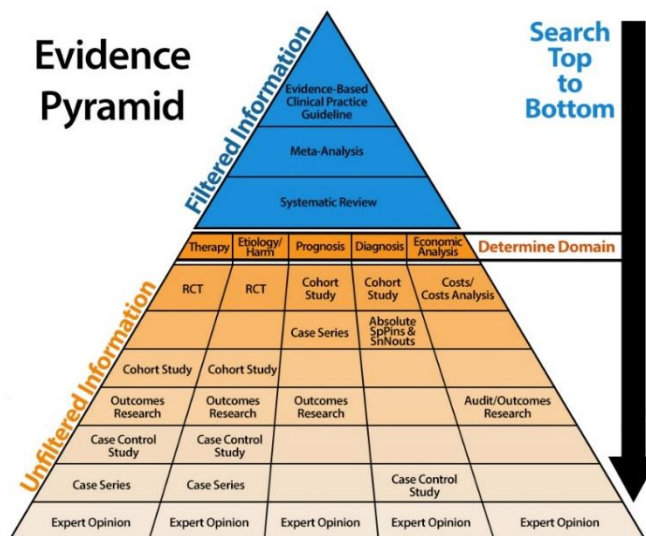 Evidence
Pyramid
Search
Top
to
Bottom
Filtered Information
Evidence-Based
Clinical Practice
Guideline
Meta-Analysis
Systematic Review
Therapy
Etiology/
Harm
Prognosis
Diagnosis
Economic
Analysis
Determine Domain
Unfiltered Information
RCT
RCT
Cohort
Study
Cohort
Study
Costs/
Costs Analysis
Case Series
Absolute
SpPins &
SnNouts
Cohort Study
Cohort Study
Outcomes
Research
Outcomes
Research
Outcomes
Research
Audit/Outcomes
Research
Case Control
Study
Case Control
Study
Case Series
Case Series
Case Control
Study
Expert Opinion
Expert Opinion
Expert Opinion
Expert Opinion
Expert Opinion